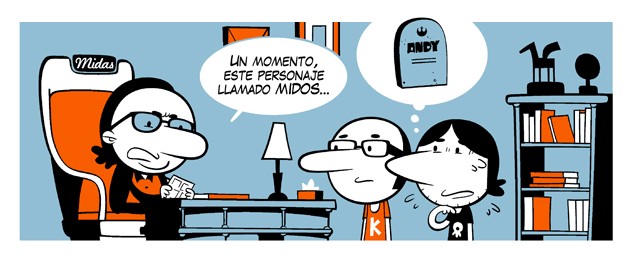 Midas
UN MOMENTO,
ESTE PERSONAJE
LLAMADO MIDOS...
ANDY
K